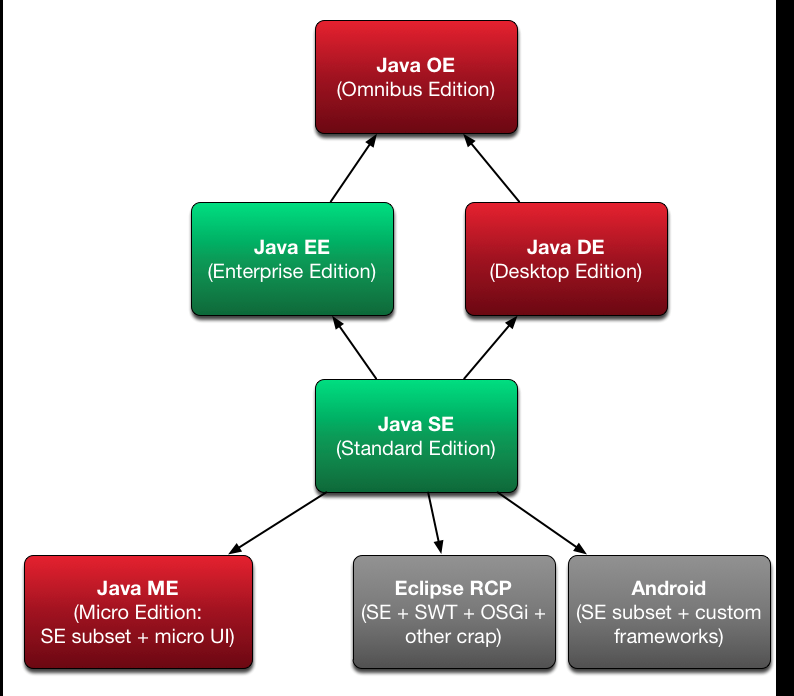 Java OE
(Omnibus Edition)
Java EE
(Enterprise Edition)
Java DE
(Desktop Edition)
Java SE
(Standard Edition)
Java ME
(Micro Edition:
SE subset + micro UI)
Eclipse RCP
(SE + SWT + OSGi +
other crap)
Android
(SE subset + custom
frameworks)